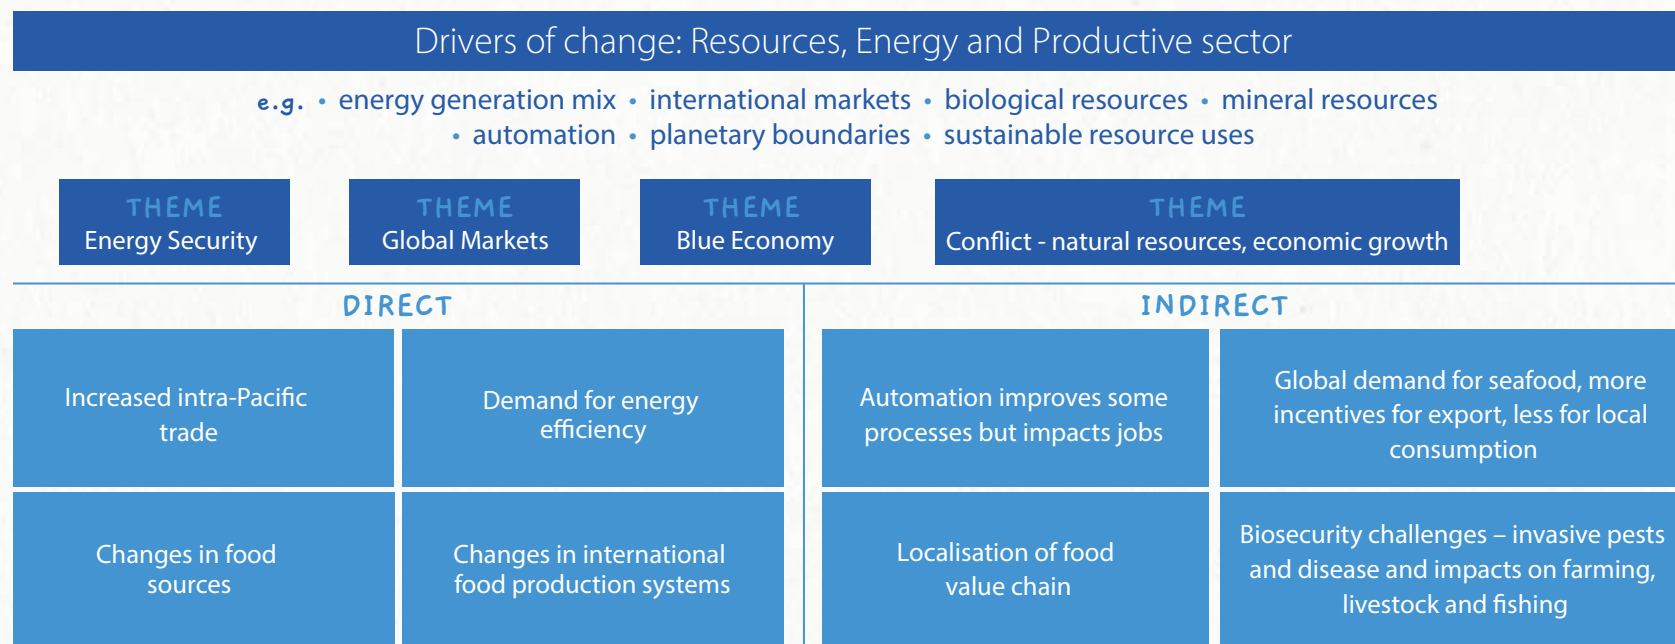 Drivers of change: Resources, Energy and Productive sector
e.g. • energy generation mix • international markets • biological resources • mineral resources
• automation • planetary boundaries • sustainable resource uses
THEME
Energy Security
THEME
Global Markets
THEME
Blue Economy
THEME
Conflict - natural resources, economic growth
DIRECT
Increased intra-Pacific
trade
Demand for energy
efficiency
Changes in food
sources
Changes in international
food production systems
INDIRECT
Automation improves some
processes but impacts jobs
Global demand for seafood, more
incentives for export, less for local
consumption
Localisation of food
value chain
Biosecurity challenges – invasive pests
and disease and impacts on farming,
livestock and fishing